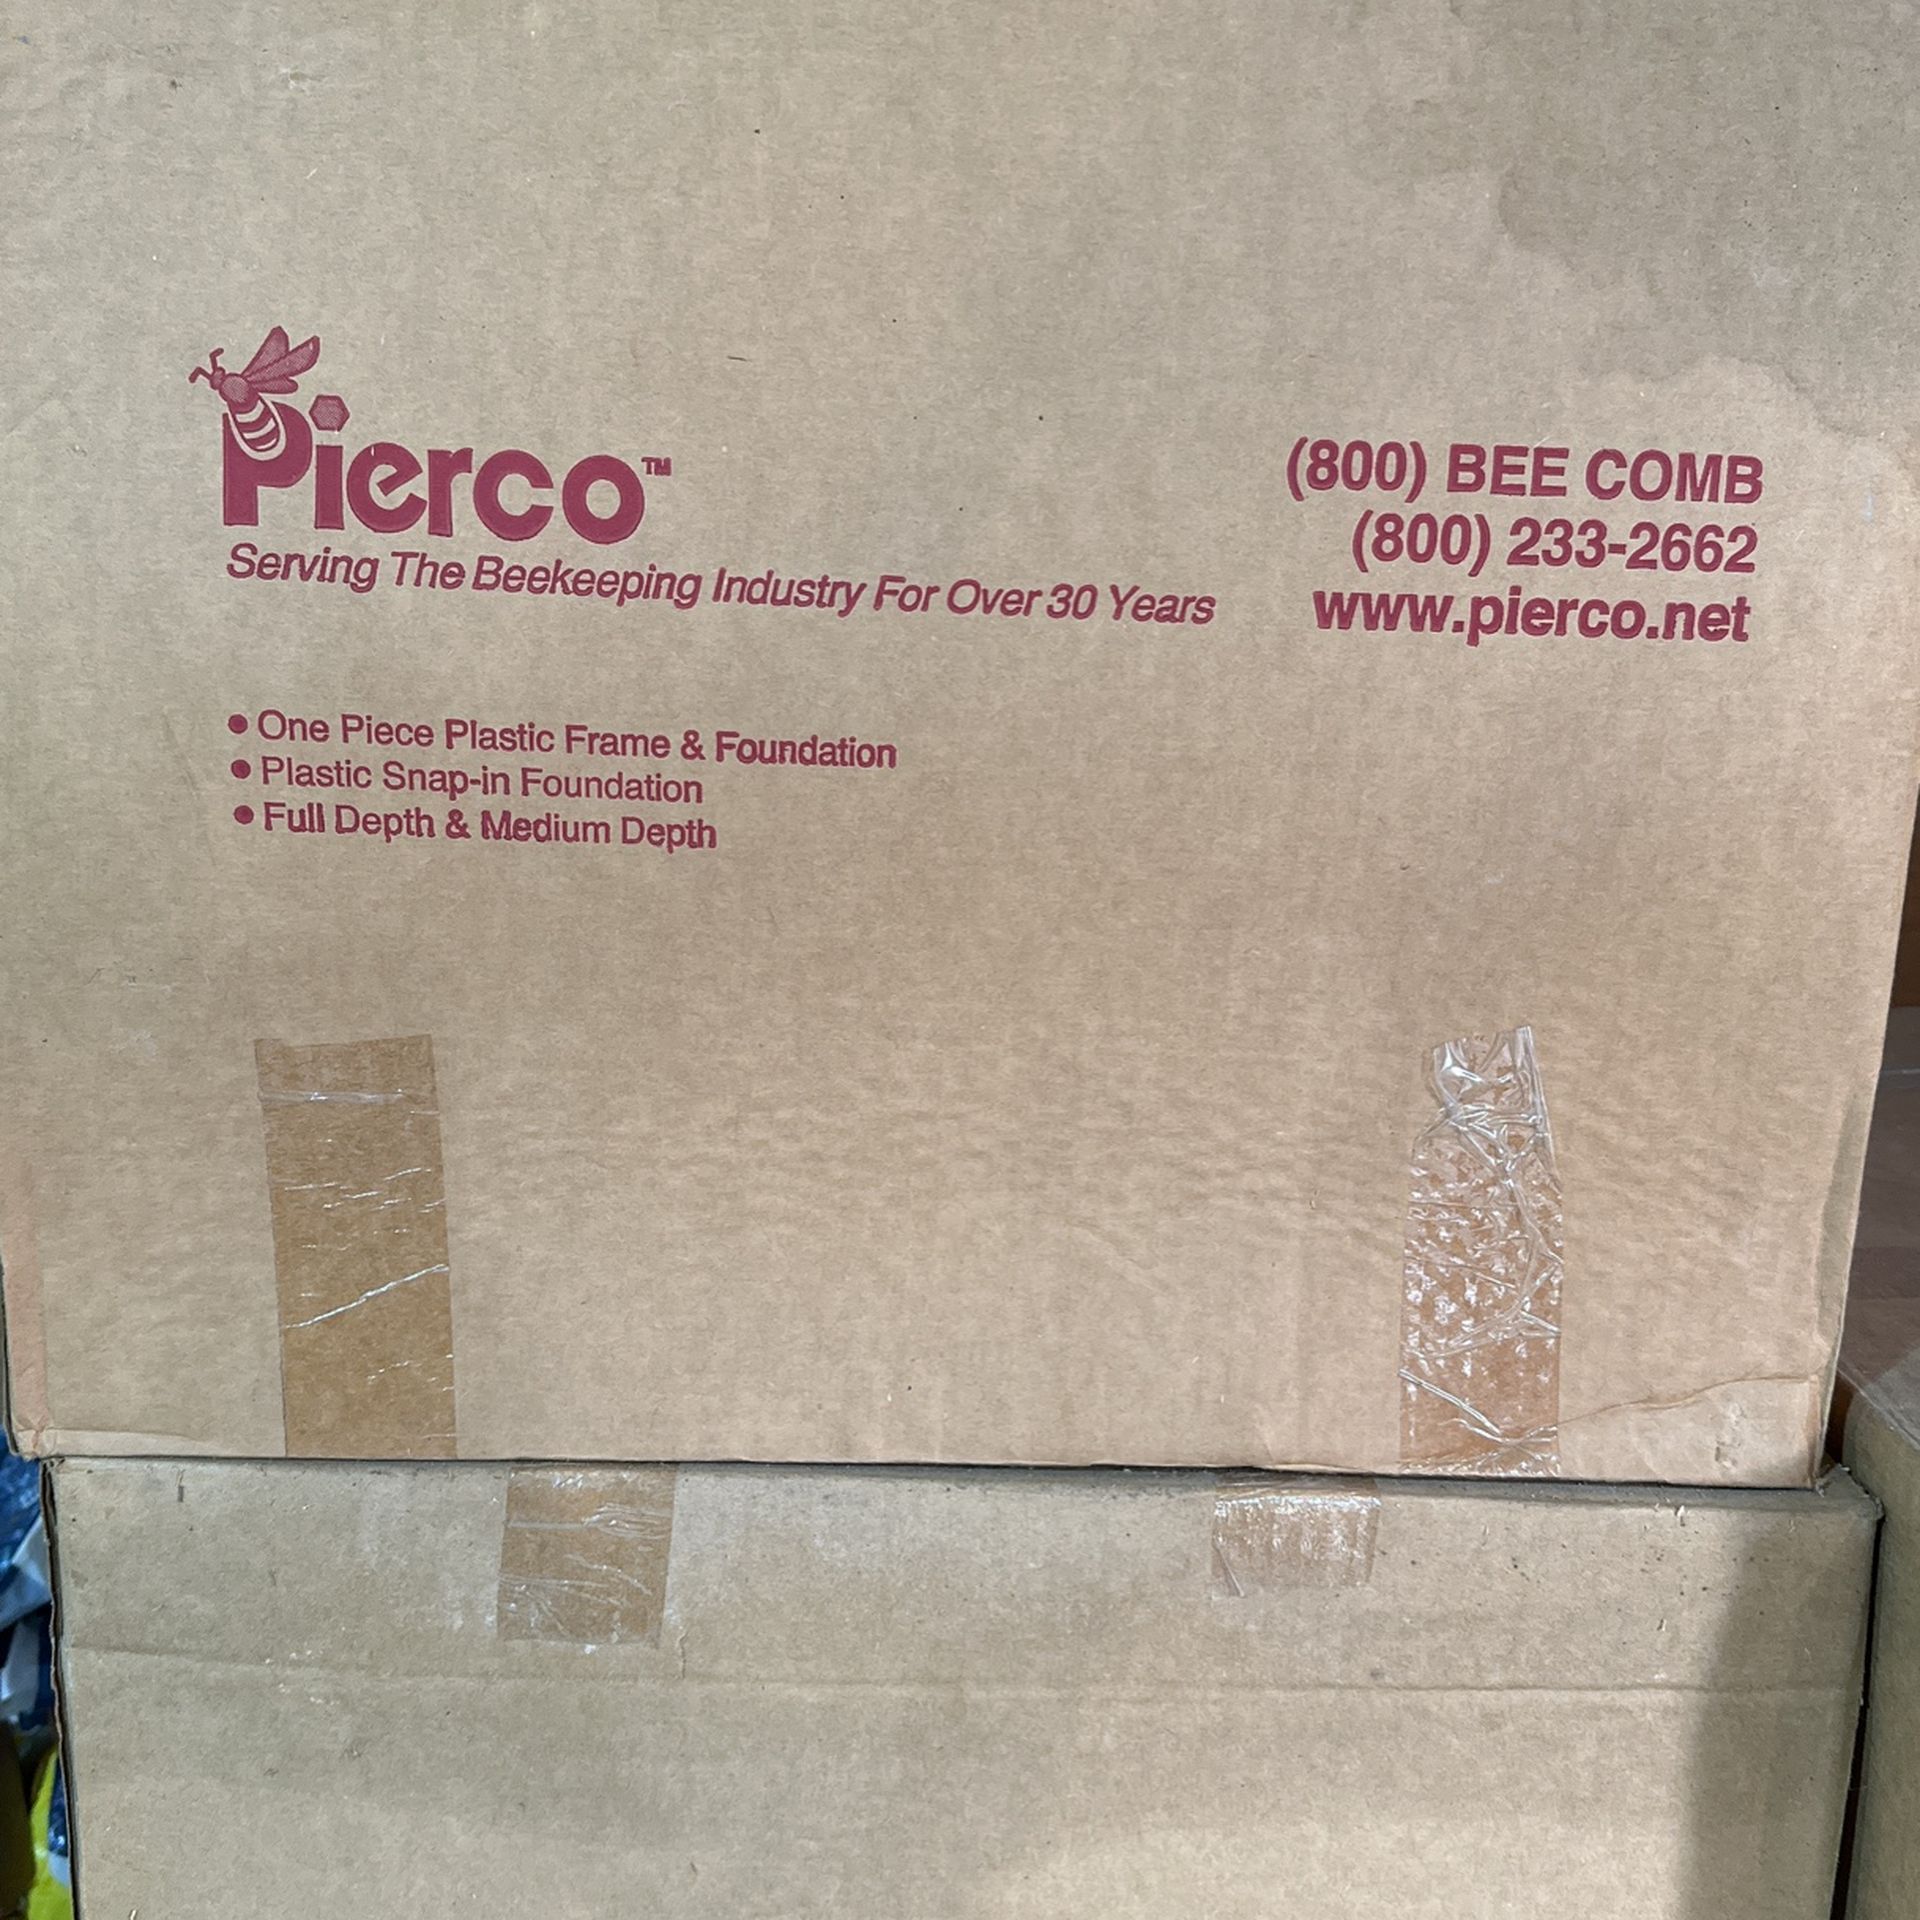 Pierco™
Serving The Beekeeping Industry For Over 30 Years
(800) BEE COMB
(800) 233-2662
www.pierco.net
• One Piece Plastic Frame & Foundation
• Plastic Snap-in Foundation
• Full Depth & Medium Depth